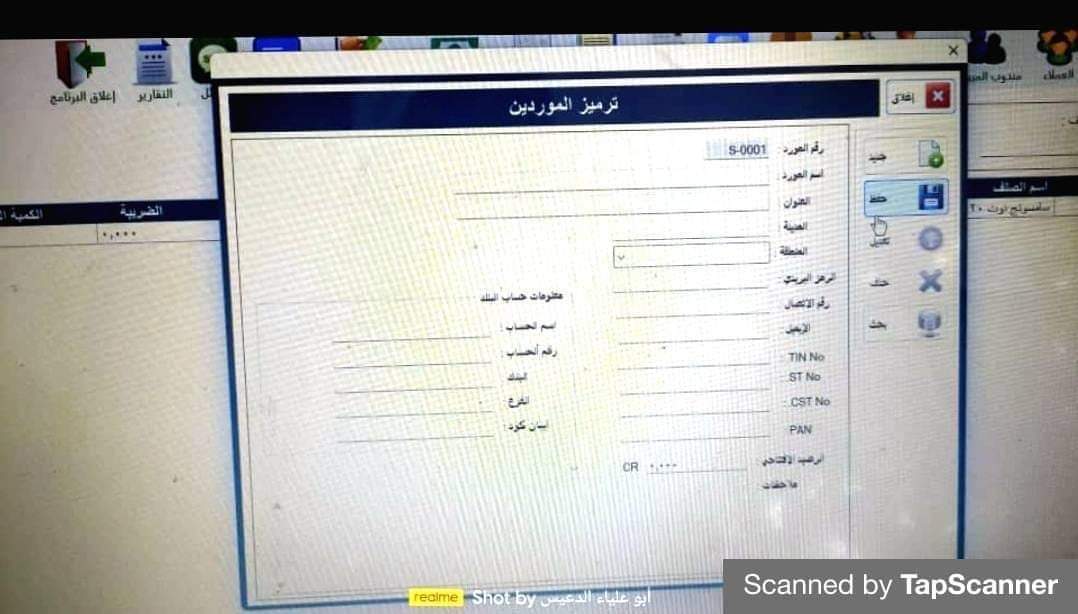 إغلاق البرنامج
التقارير
مندوب
العملاء
ترميز الموردين
إغلاق
رقم المورد : S-0001
اسم المورد :
العنوان
المدينة
المنطقة
الرمز البريدي :
رقم الاتصال
الإيميل
TIN No
ST No
CST No
PAN
الرصيد الافتتاحي ٠,٠٠٠ CR
ملاحظات
معلومات حساب البنك
اسم الحساب :
رقم الحساب :
البنك
الفرع
ايبان كود :
جديد
حفظ
تعديل
حذف
بحث
اسم الصنف
سامسونج نوت ٢٠
الضريبة
الكمية
٠,٠٠٠
realme Shot by أبو علياء الدعيس
Scanned by TapScanner